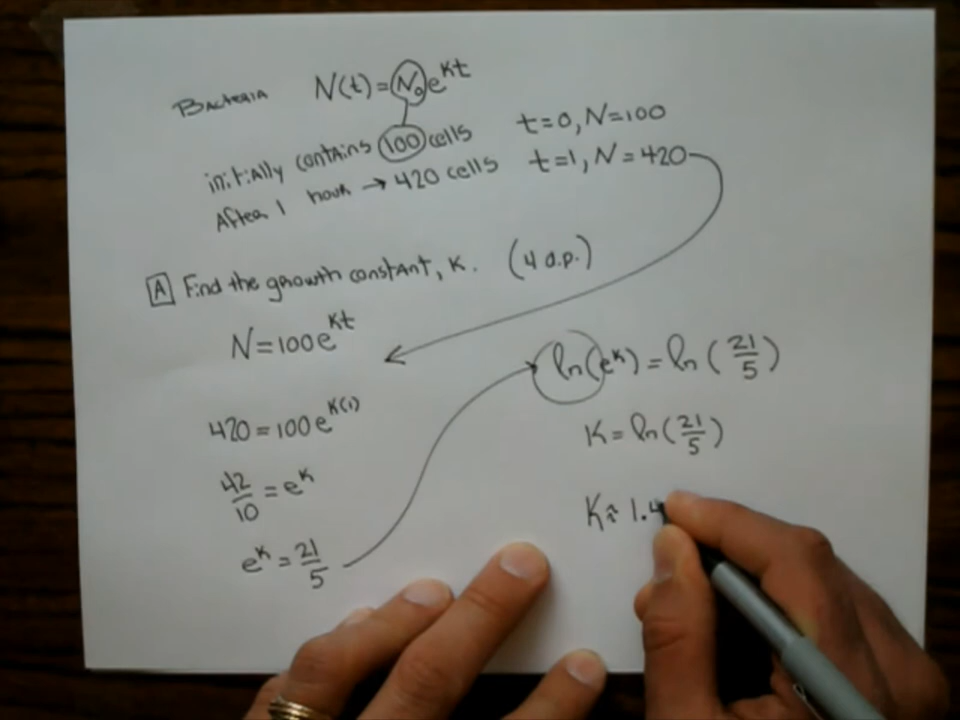 Bacteria N(t) = N₀e^kt
initially contains 100 cells t=0, N=100
After 1 hour → 420 cells t=1, N=420
A Find the growth constant, K. (4 d.p.)
N = 100e^kt
420 = 100e^k(1)
42/10 = e^k
e^k = 21/5
ln(e^k) = ln(21/5)
K = ln(21/5)
K ≈ 1.4